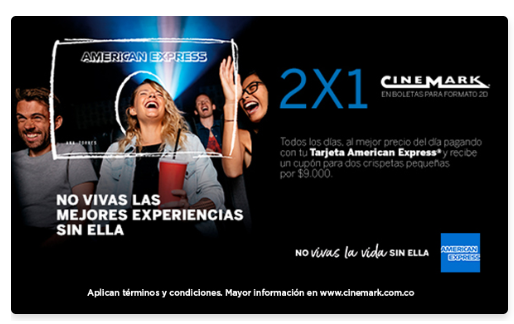 AMERICAN EXPRESS
2X1
CINEMARK
EN BOLETAS PARA FORMATO 2D
Todos los días, al mejor precio del día pagando
con tu Tarjeta American Express® y recibe
un cupón para dos crispetas pequeñas
por $9.000.
NO VIVAS LAS
MEJORES EXPERIENCIAS
SIN ELLA
NO vivas la vida SIN ELLA
AMERICAN
EXPRESS
Aplican términos y condiciones. Mayor información en www.cinemark.com.co